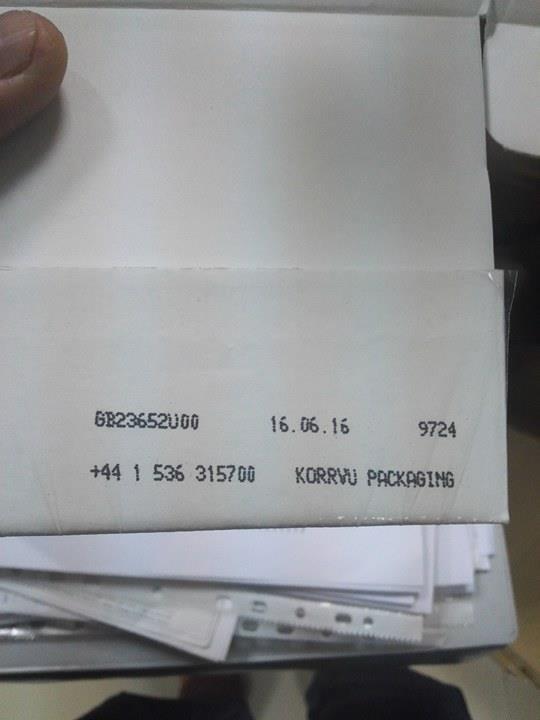 GB23652U00 16.06.16 9724
+44 1 536 315700 KORRVU PACKAGING